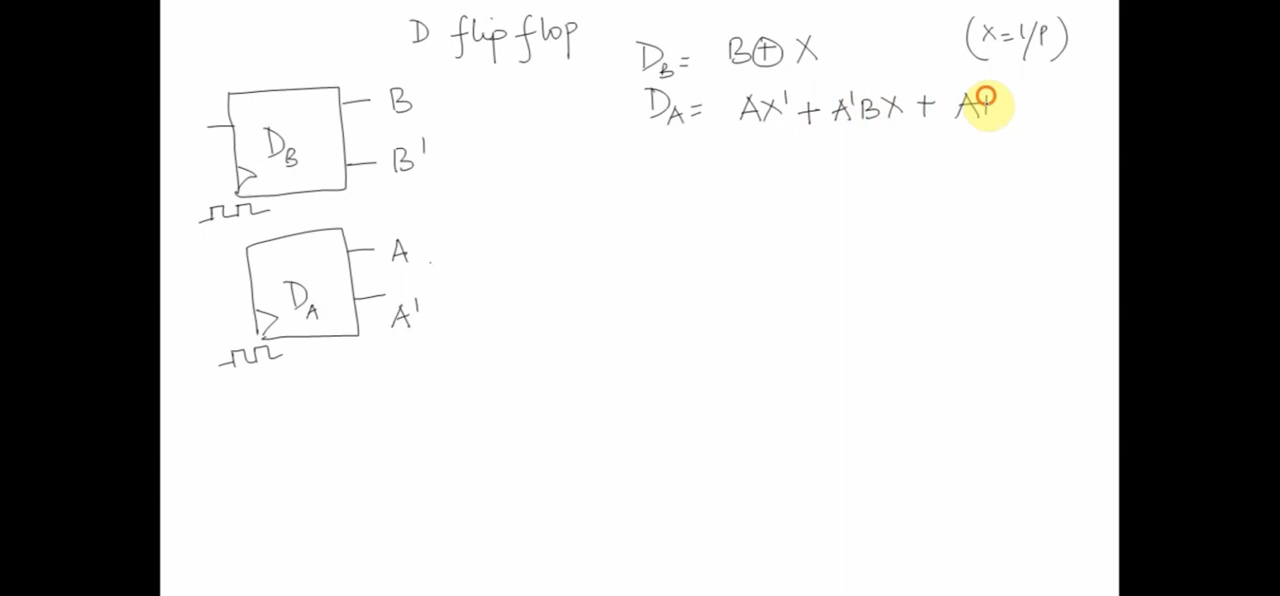 D flip flop
D_B = B ⊕ X (X = I/P)
D_A = AX' + A'BX + A
D_B
B
B'
D_A
A
A'